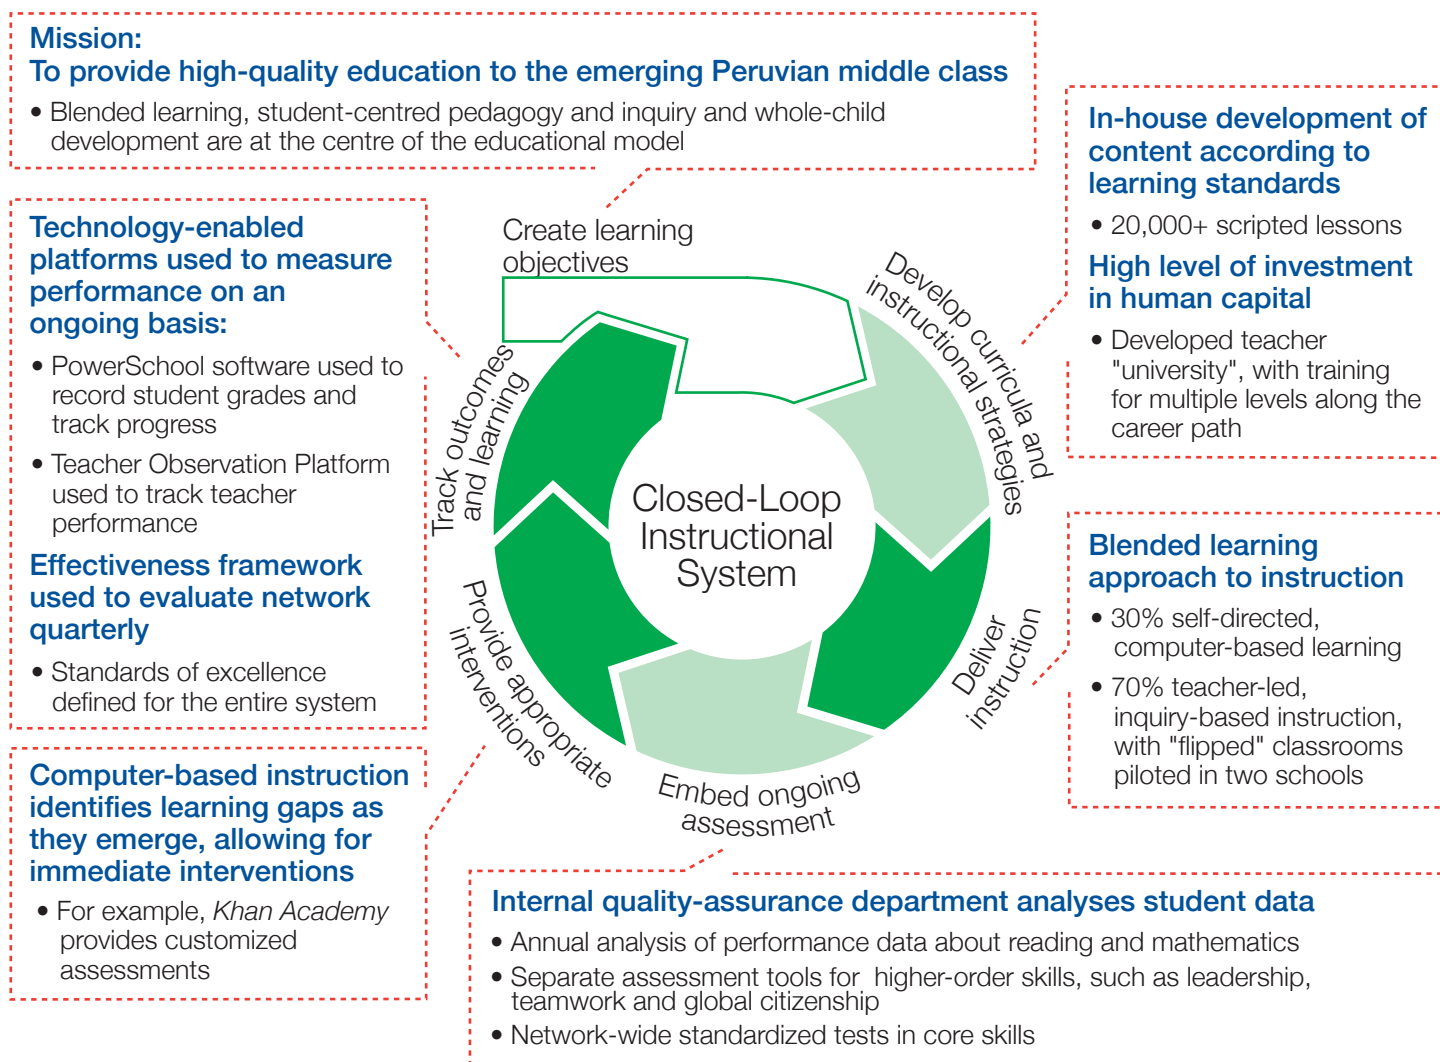 Mission:
To provide high-quality education to the emerging Peruvian middle class
• Blended learning, student-centred pedagogy and inquiry and whole-child
development are at the centre of the educational model
Technology-enabled
platforms used to measure
performance on an
ongoing basis:
• PowerSchool software used to
record student grades and
track progress
• Teacher Observation Platform
used to track teacher
performance
Effectiveness framework
used to evaluate network
quarterly
• Standards of excellence
defined for the entire system
Computer-based instruction
identifies learning gaps as
they emerge, allowing for
immediate interventions
• For example, Khan Academy
provides customized
assessments
Create learning
objectives
Develop curricula and
instructional strategies
Deliver
instruction
Embed ongoing
assessment
Provide appropriate
interventions
Track outcomes
and learning
Closed-Loop
Instructional
System
In-house development of
content according to
learning standards
• 20,000+ scripted lessons
High level of investment
in human capital
• Developed teacher
"university", with training
for multiple levels along the
career path
Blended learning
approach to instruction
• 30% self-directed,
computer-based learning
• 70% teacher-led,
inquiry-based instruction,
with "flipped" classrooms
piloted in two schools
Internal quality-assurance department analyses student data
• Annual analysis of performance data about reading and mathematics
• Separate assessment tools for higher-order skills, such as leadership,
teamwork and global citizenship
• Network-wide standardized tests in core skills